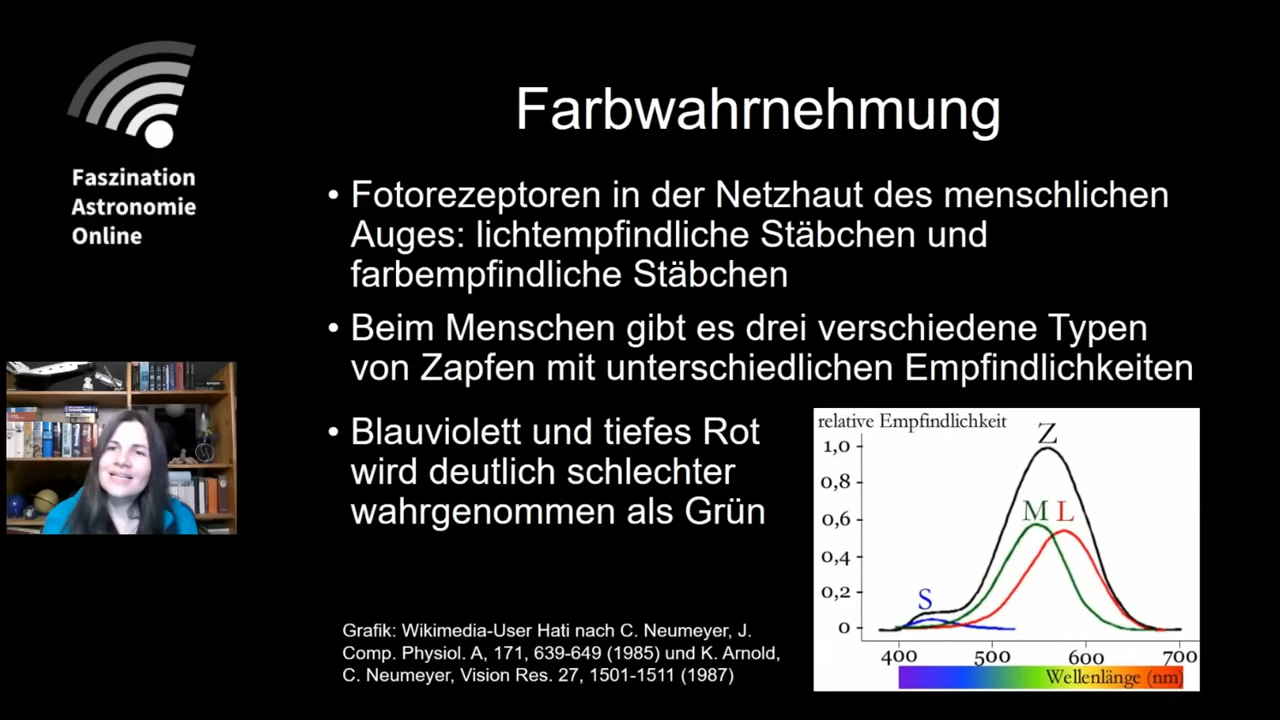 Faszination
Astronomie
Online
Farbwahrnehmung
• Fotorezeptoren in der Netzhaut des menschlichen
Auges: lichtempfindliche Stäbchen und
farbempfindliche Stäbchen
• Beim Menschen gibt es drei verschiedene Typen
von Zapfen mit unterschiedlichen Empfindlichkeiten
• Blauviolett und tiefes Rot
wird deutlich schlechter
wahrgenommen als Grün
relative Empfindlichkeit
Z
1,0
0,8
M L
0,6
0,4
S
0,2
0
400 500 600 700
Wellenlänge (nm)
Grafik: Wikimedia-User Hati nach C. Neumeyer, J.
Comp. Physiol. A, 171, 639-649 (1985) und K. Arnold,
C. Neumeyer, Vision Res. 27, 1501-1511 (1987)